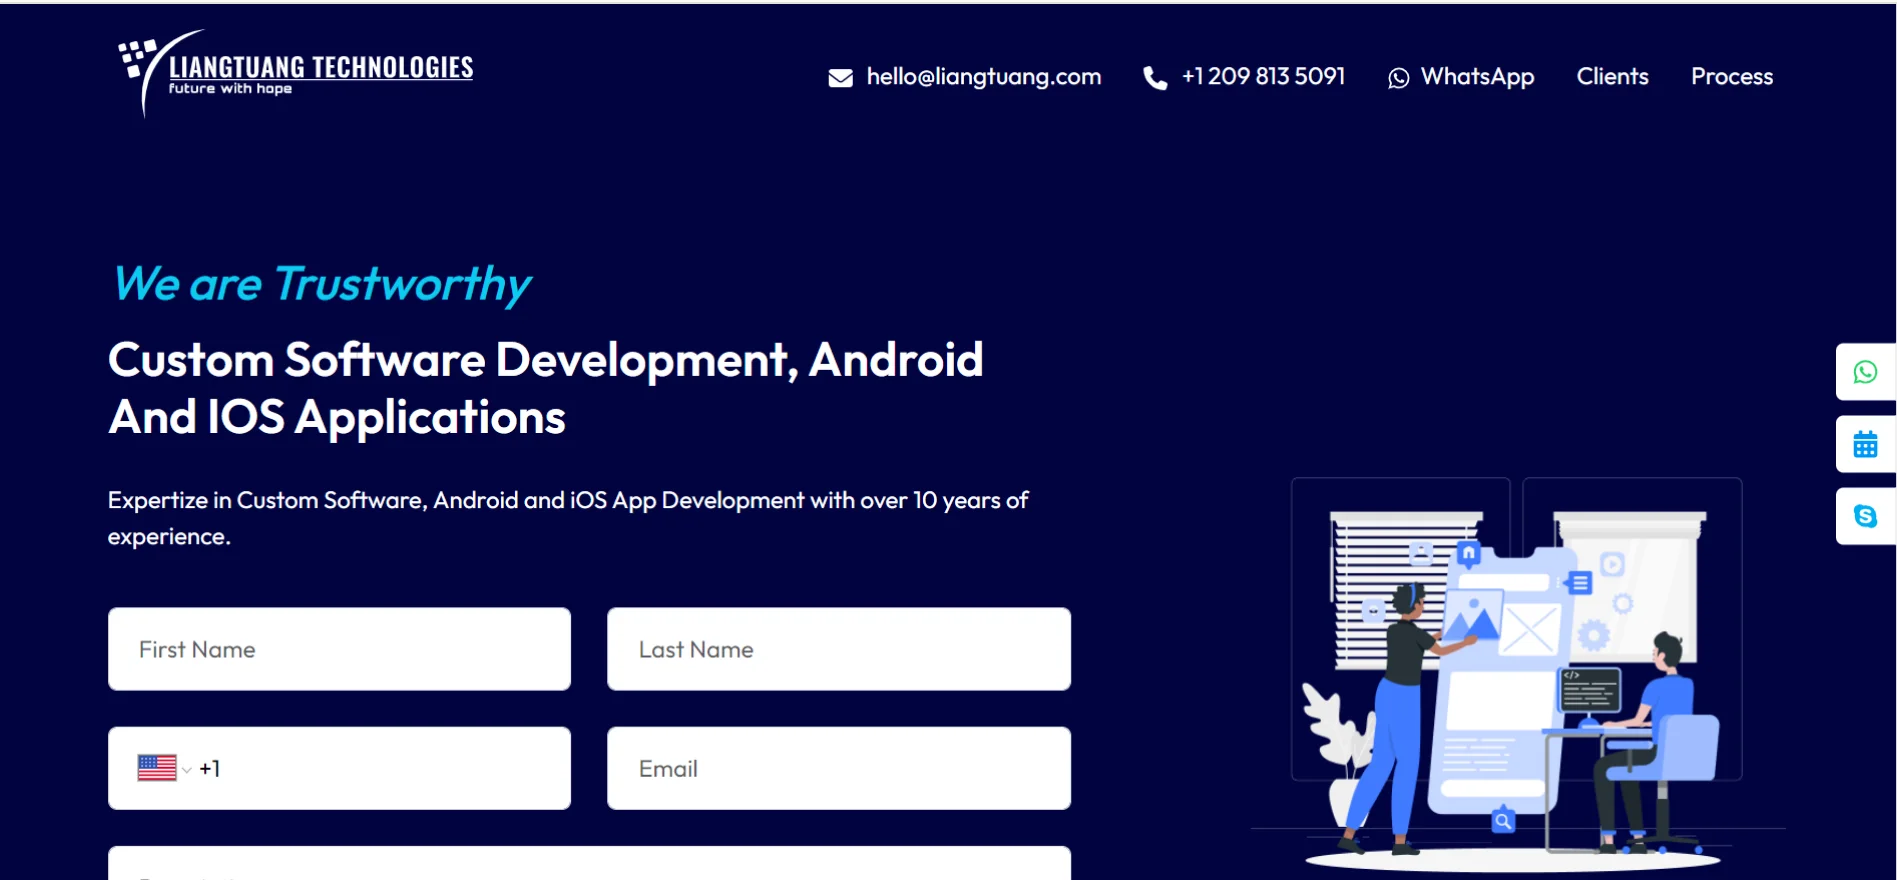 LIANGTUANG TECHNOLOGIES
future with hope
hello@liangtuang.com
+1 209 813 5091
WhatsApp
Clients
Process
We are Trustworthy
Custom Software Development, Android
And IOS Applications
Expertize in Custom Software, Android and iOS App Development with over 10 years of
experience.
First Name
Last Name
+1
Email